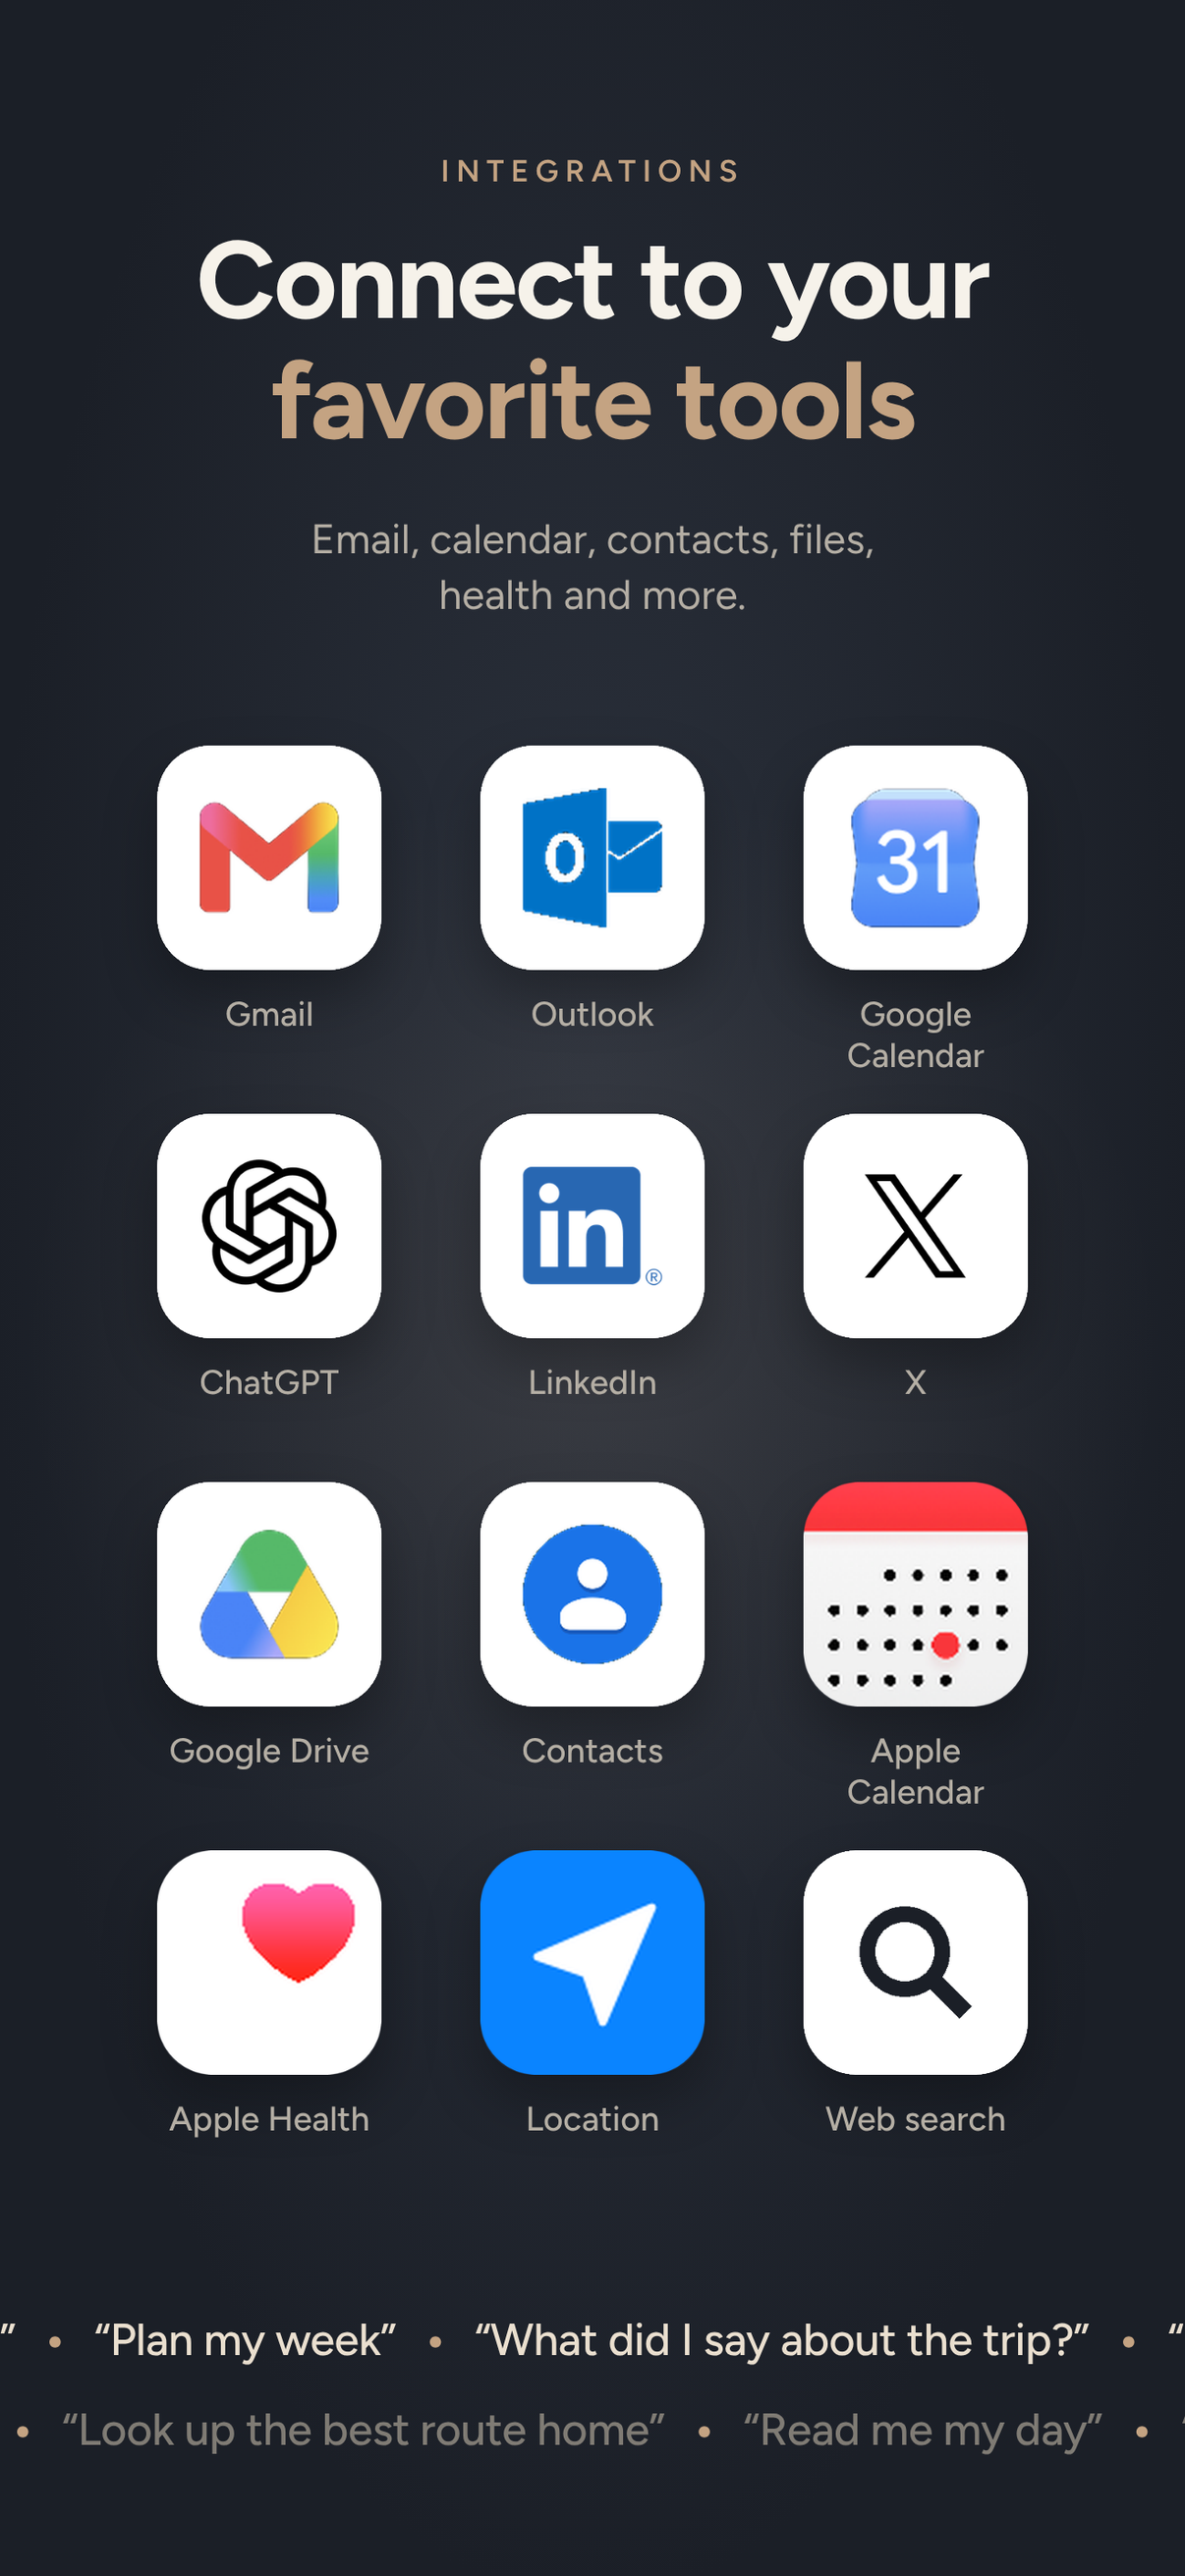 INTEGRATIONS
Connect to your
favorite tools
Email, calendar, contacts, files,
health and more.
31
Gmail
Outlook
Google
Calendar
in®
X
ChatGPT
LinkedIn
X
Google Drive
Contacts
Apple
Calendar
Apple Health
Location
Web search
” • “Plan my week” • “What did I say about the trip?” • “
• “Look up the best route home” • “Read me my day” • “